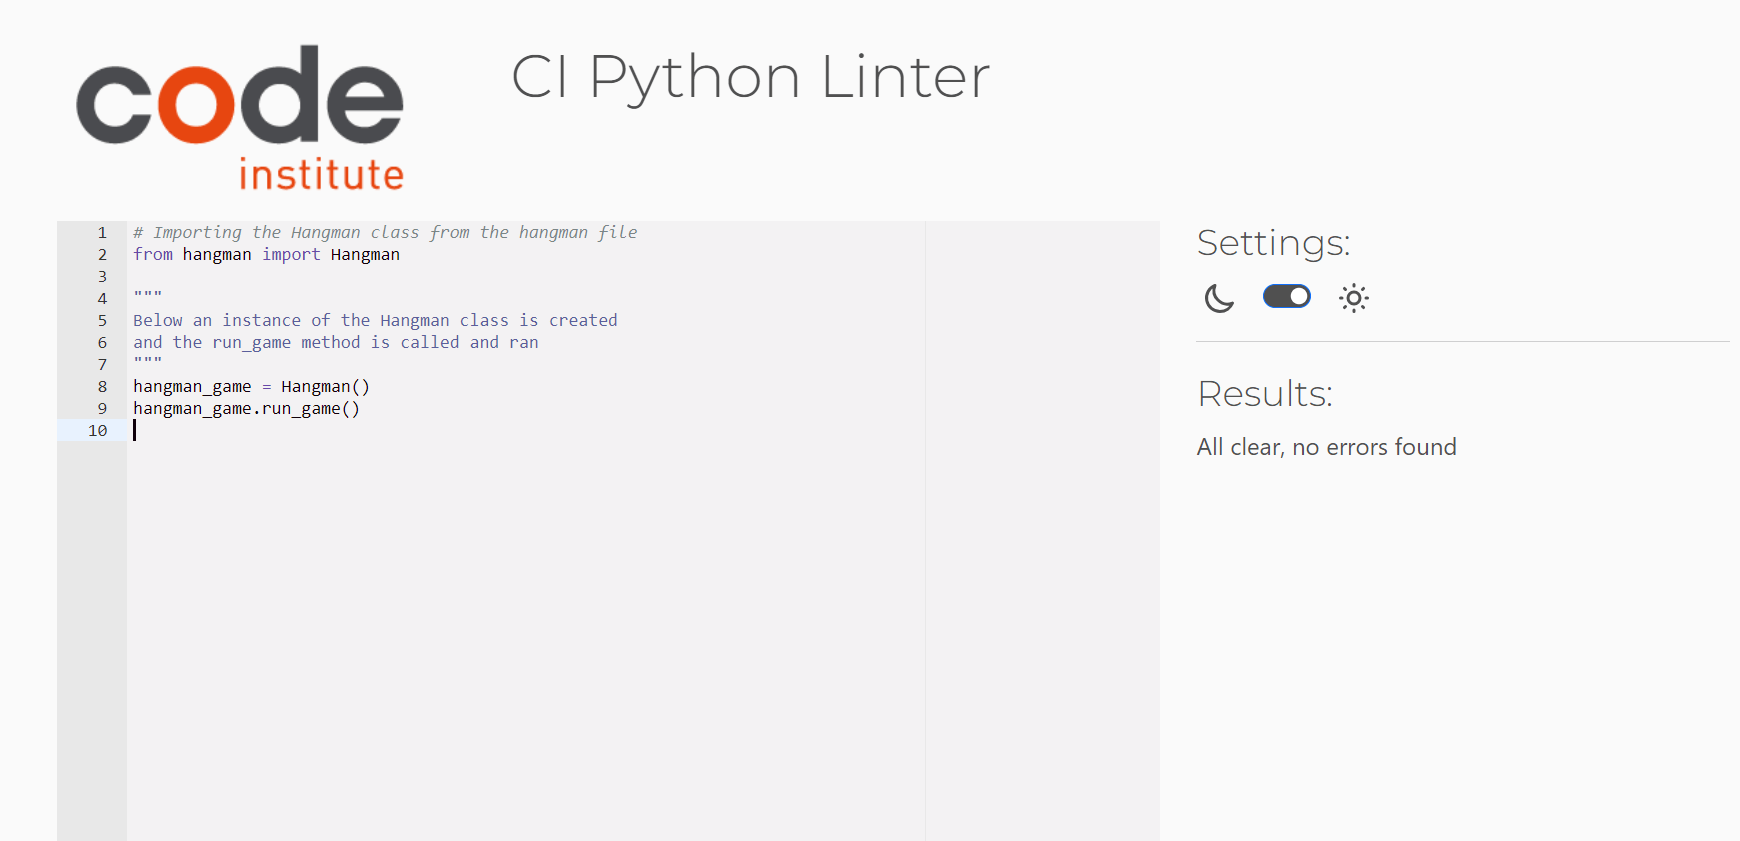 code
institute
CI Python Linter
1 # Importing the Hangman class from the hangman file
2 from hangman import Hangman
3
4 """
5 Below an instance of the Hangman class is created
6 and the run_game method is called and ran
7 """
8 hangman_game = Hangman()
9 hangman_game.run_game()
10
Settings:
Results:
All clear, no errors found